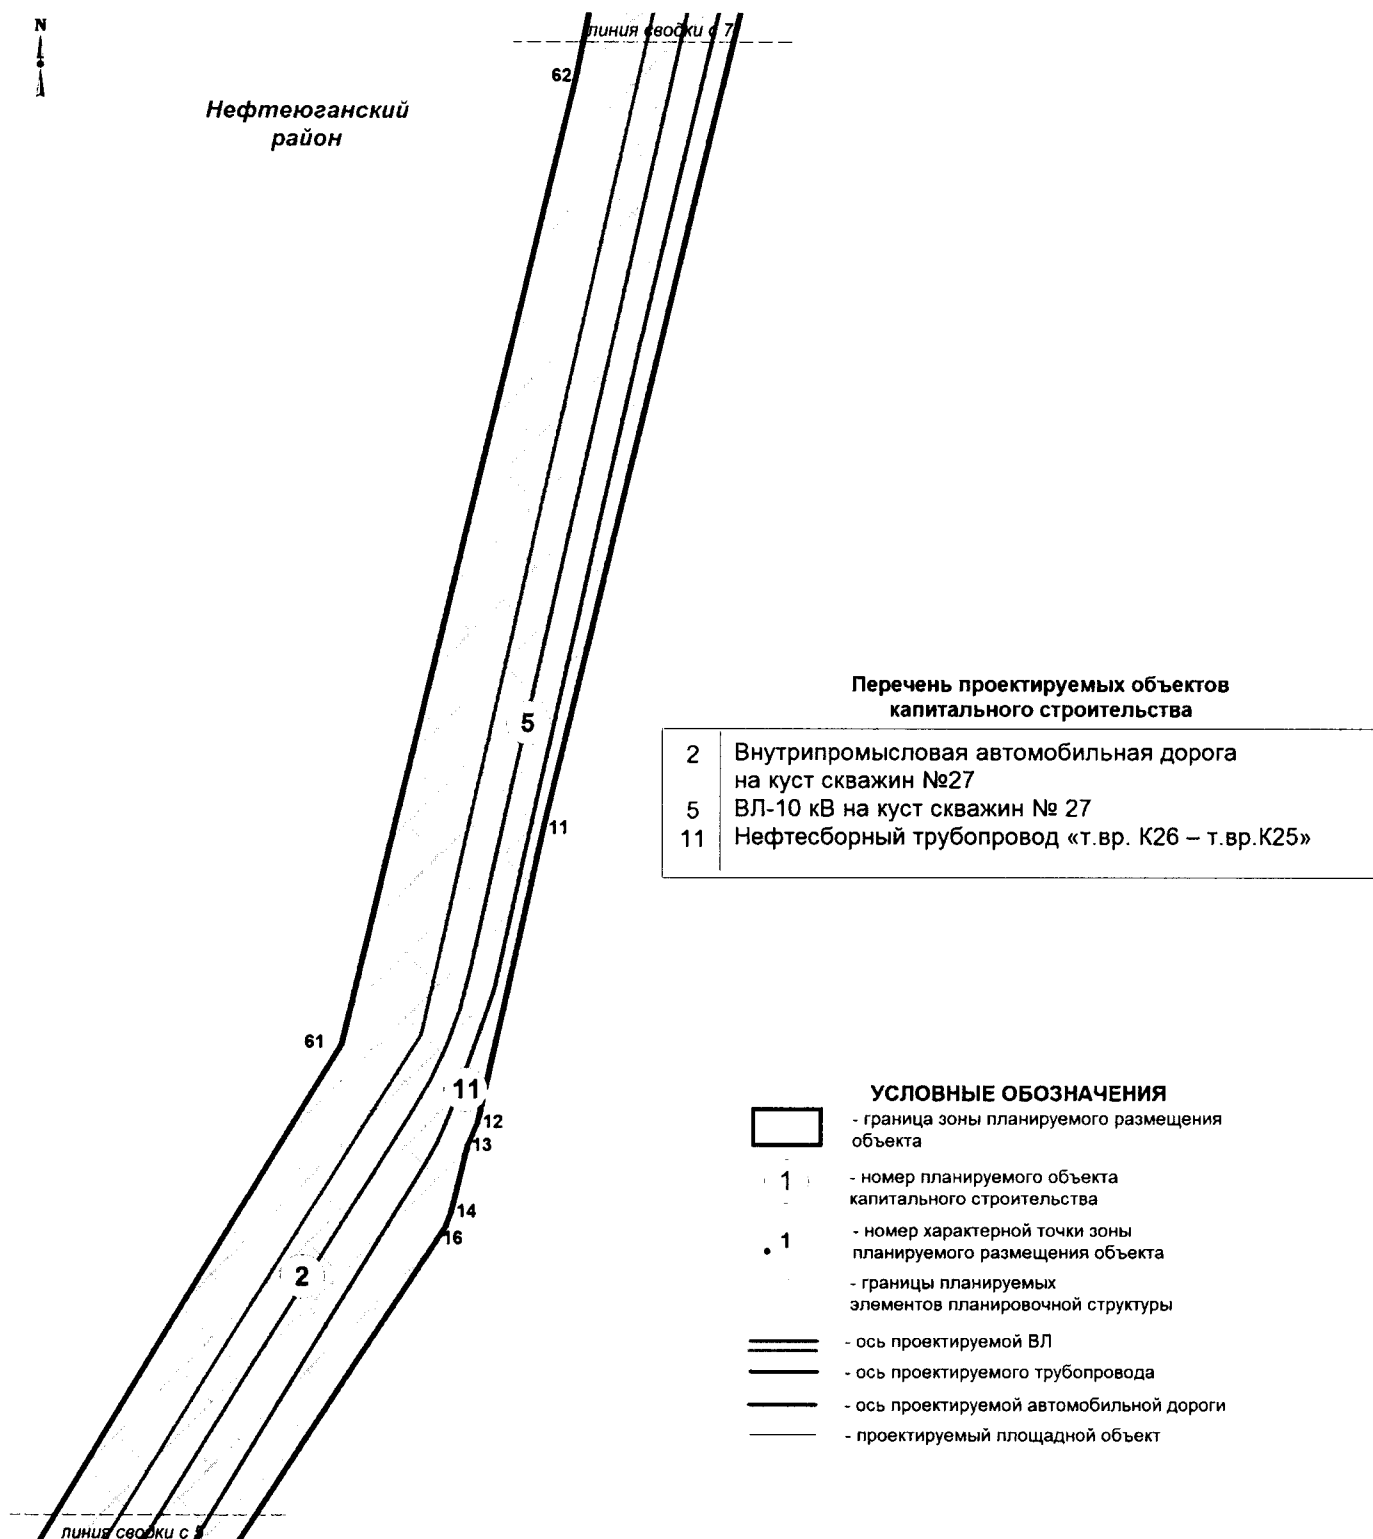 N
линия сводки с 7
62
Нефтеюганский
район
5
11
61
11
12
13
14
16
2
линия сводки с 5
Перечень проектируемых объектов
капитального строительства
2 Внутрипромысловая автомобильная дорога
на куст скважин №27
5 ВЛ-10 кВ на куст скважин № 27
11 Нефтесборный трубопровод «т.вр. К26 – т.вр.К25»
УСЛОВНЫЕ ОБОЗНАЧЕНИЯ
- граница зоны планируемого размещения
объекта
1 - номер планируемого объекта
капитального строительства
1 - номер характерной точки зоны
планируемого размещения объекта
- границы планируемых
элементов планировочной структуры
- ось проектируемой ВЛ
- ось проектируемого трубопровода
- ось проектируемой автомобильной дороги
- проектируемый площадной объект